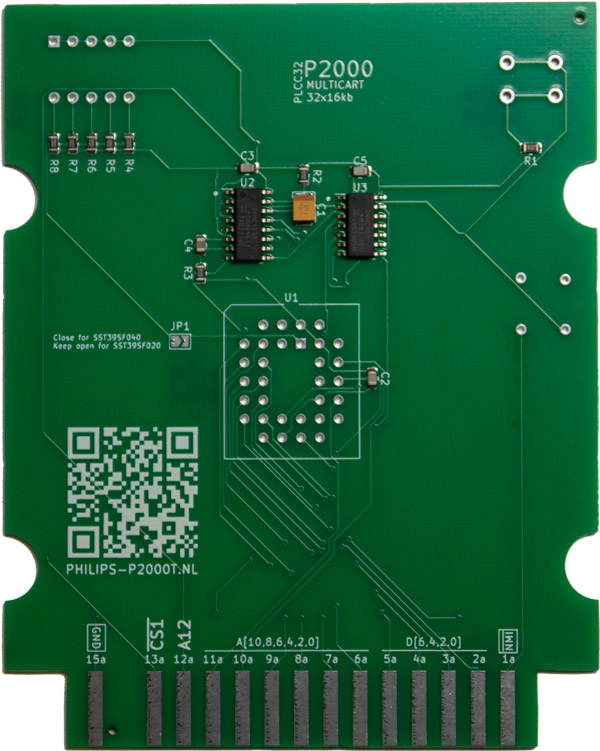 PLCC32
P2000
MULTICART
32x16kb
R8
R7
R6
R5
R4
C3
R2
C5
R1
U2
U3
C1
C4
R3
U1
JP1
Close for SST39SF040
Keep open for SST39SF020
C2
PHILIPS-P2000T.NL
GND
CS1
A12
A[10,8,6,4,2,0]
D[6,4,2,0]
NMI
15a 13a 12a 11a 10a 9a 8a 7a 6a 5a 4a 3a 2a 1a